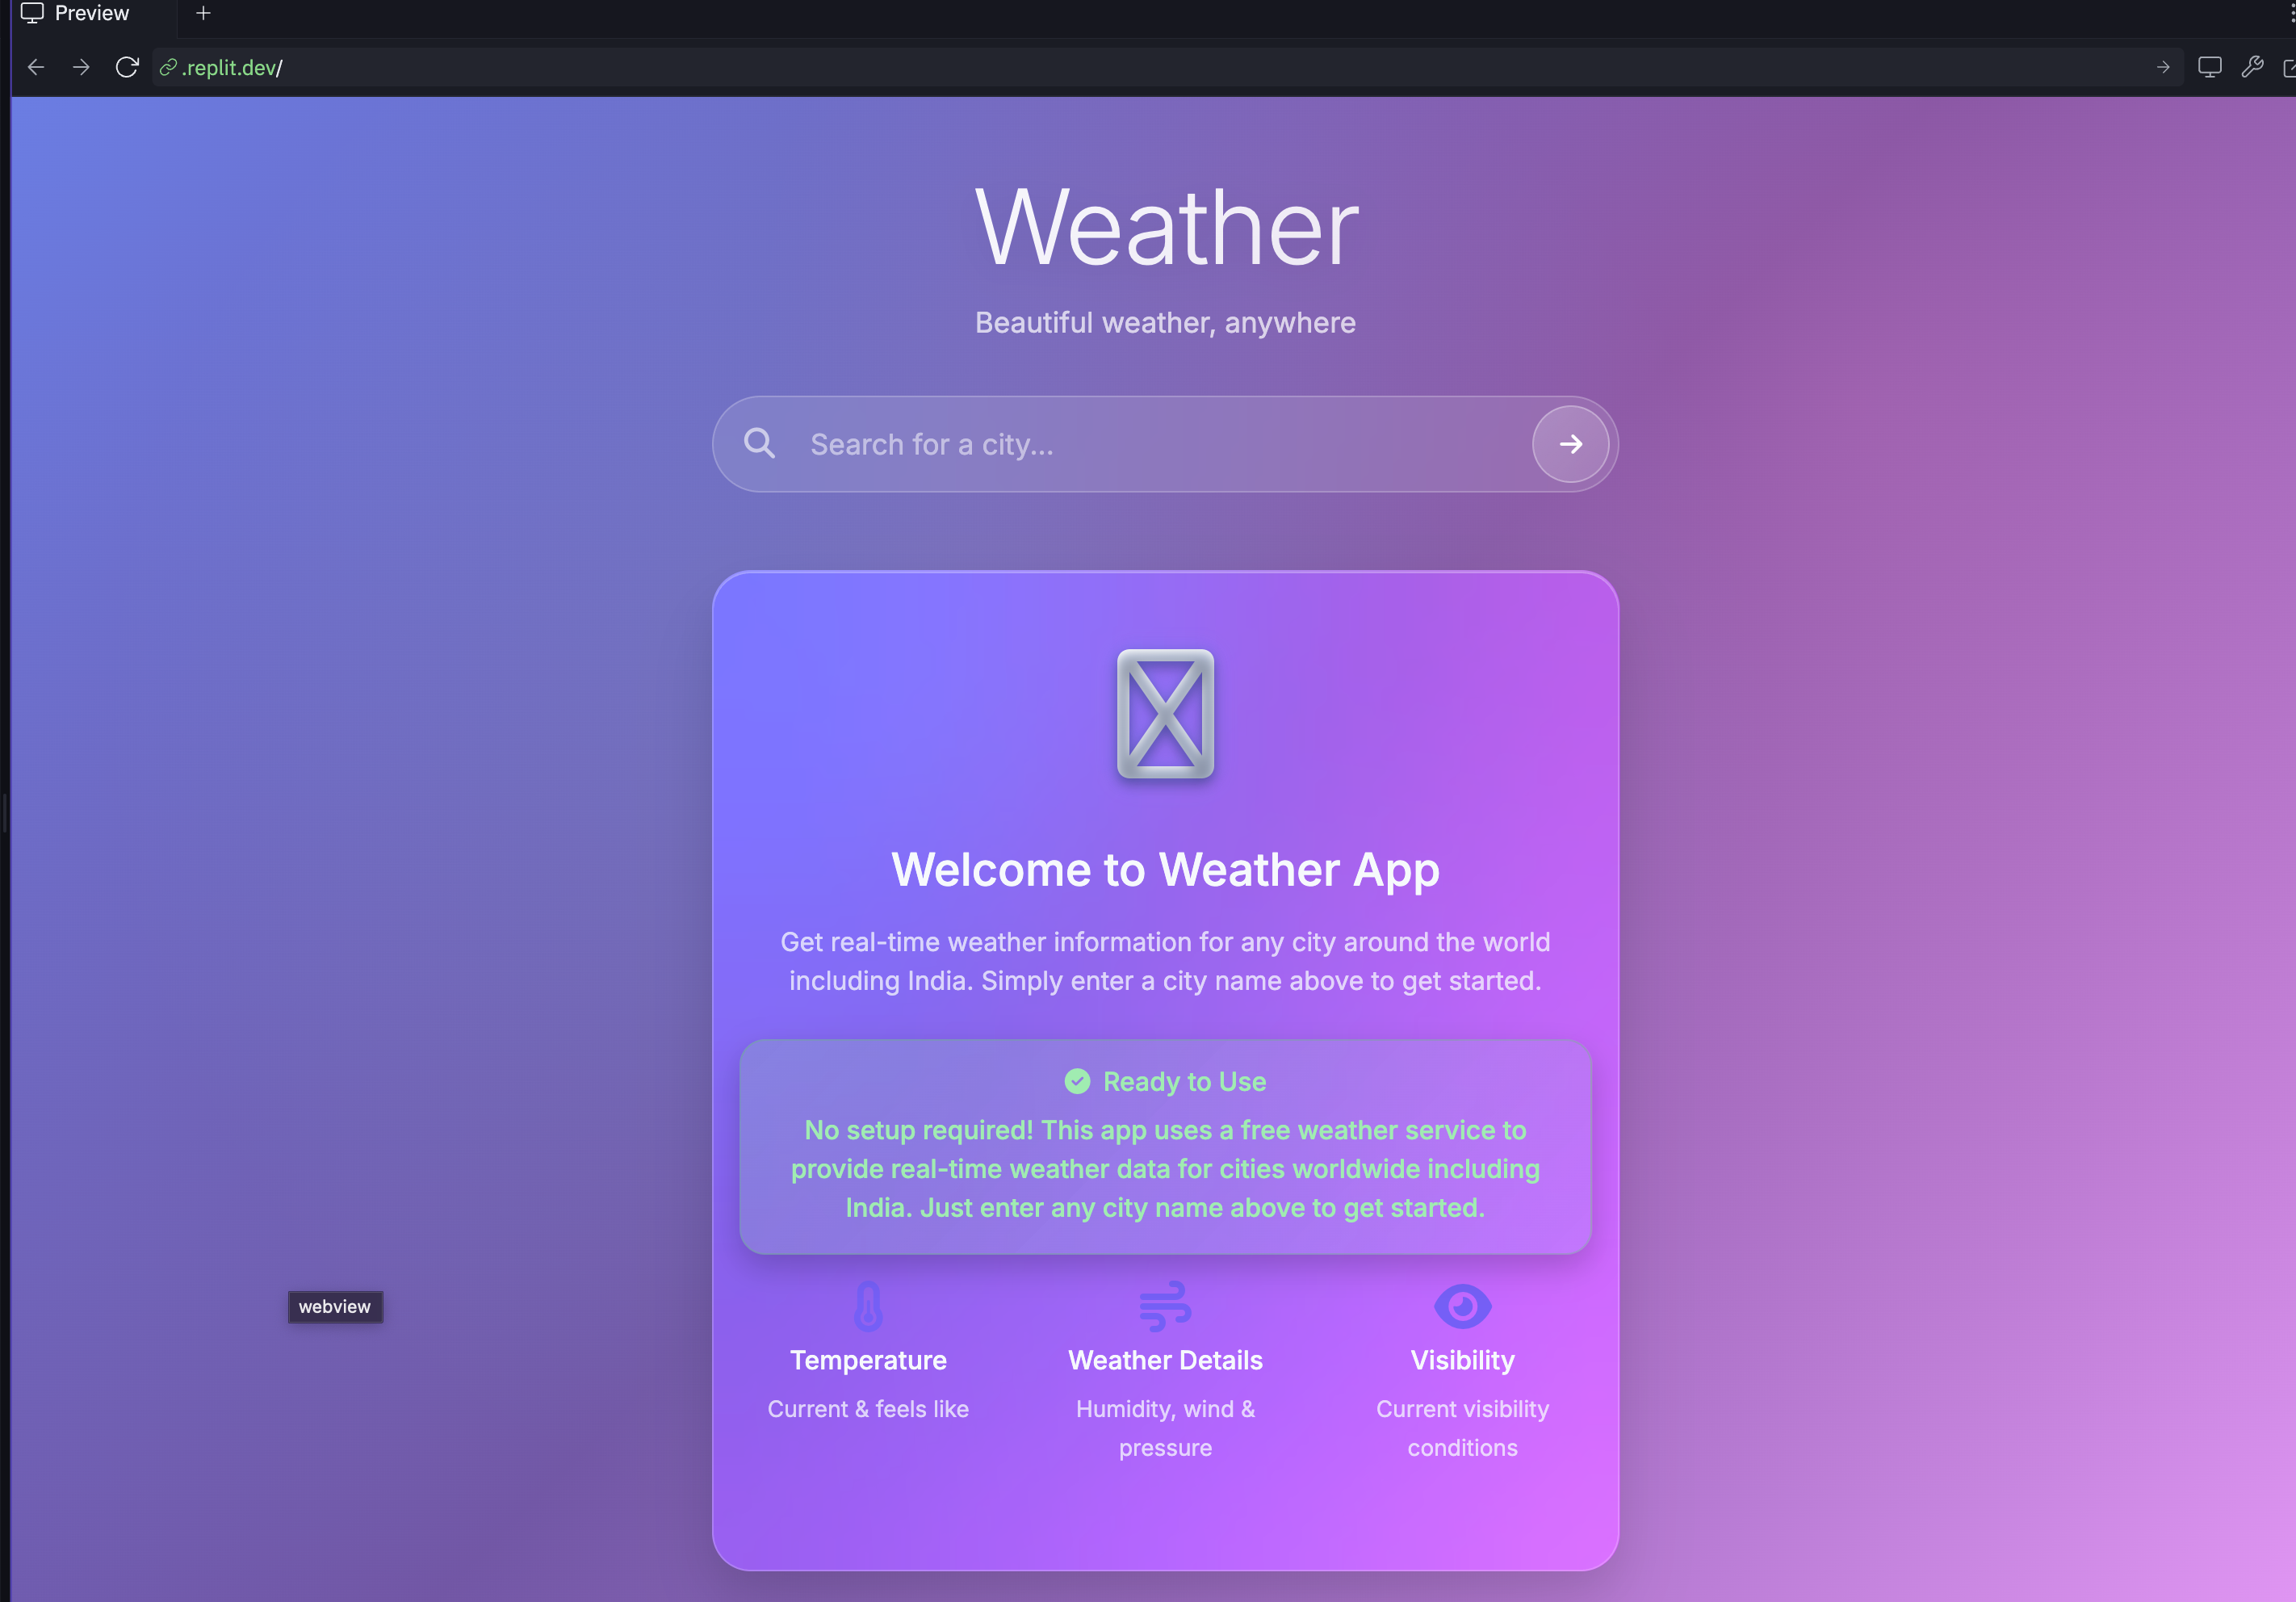 Preview
.replit.dev/
Weather
Beautiful weather, anywhere
Search for a city...
Welcome to Weather App
Get real-time weather information for any city around the world
including India. Simply enter a city name above to get started.
Ready to Use
No setup required! This app uses a free weather service to
provide real-time weather data for cities worldwide including
India. Just enter any city name above to get started.
webview
Temperature
Current & feels like
Weather Details
Humidity, wind &
pressure
Visibility
Current visibility
conditions